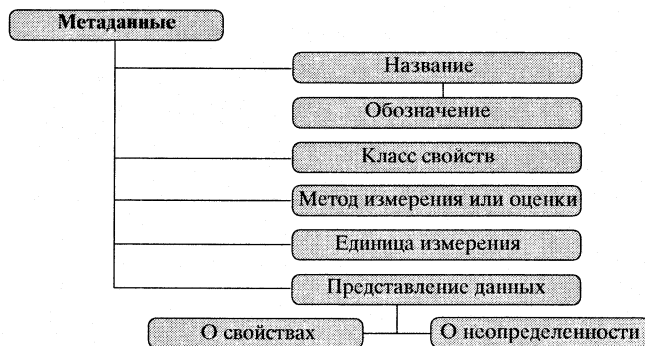 Метаданные
Название
Обозначение
Класс свойств
Метод измерения или оценки
Единица измерения
Представление данных
О свойствах
О неопределенности